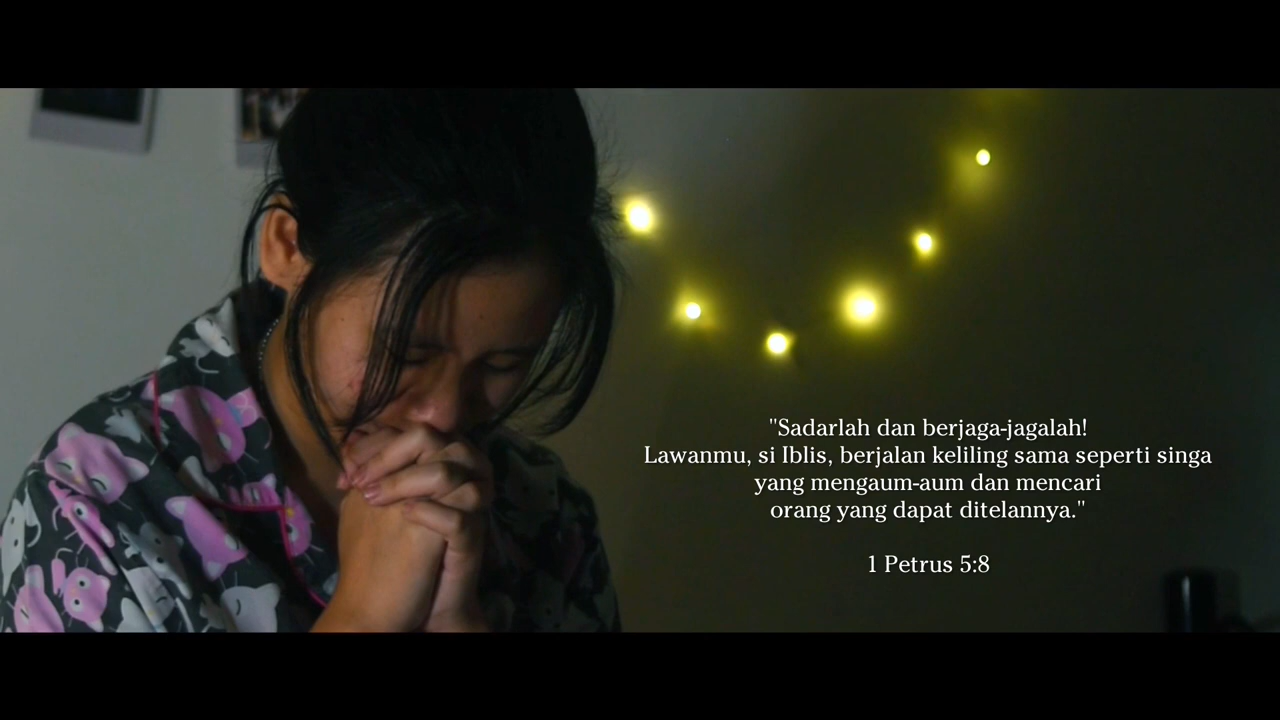 "Sadarlah dan berjaga-jagalah!
Lawanmu, si Iblis, berjalan keliling sama seperti singa
yang mengaum-aum dan mencari
orang yang dapat ditelannya."
1 Petrus 5:8